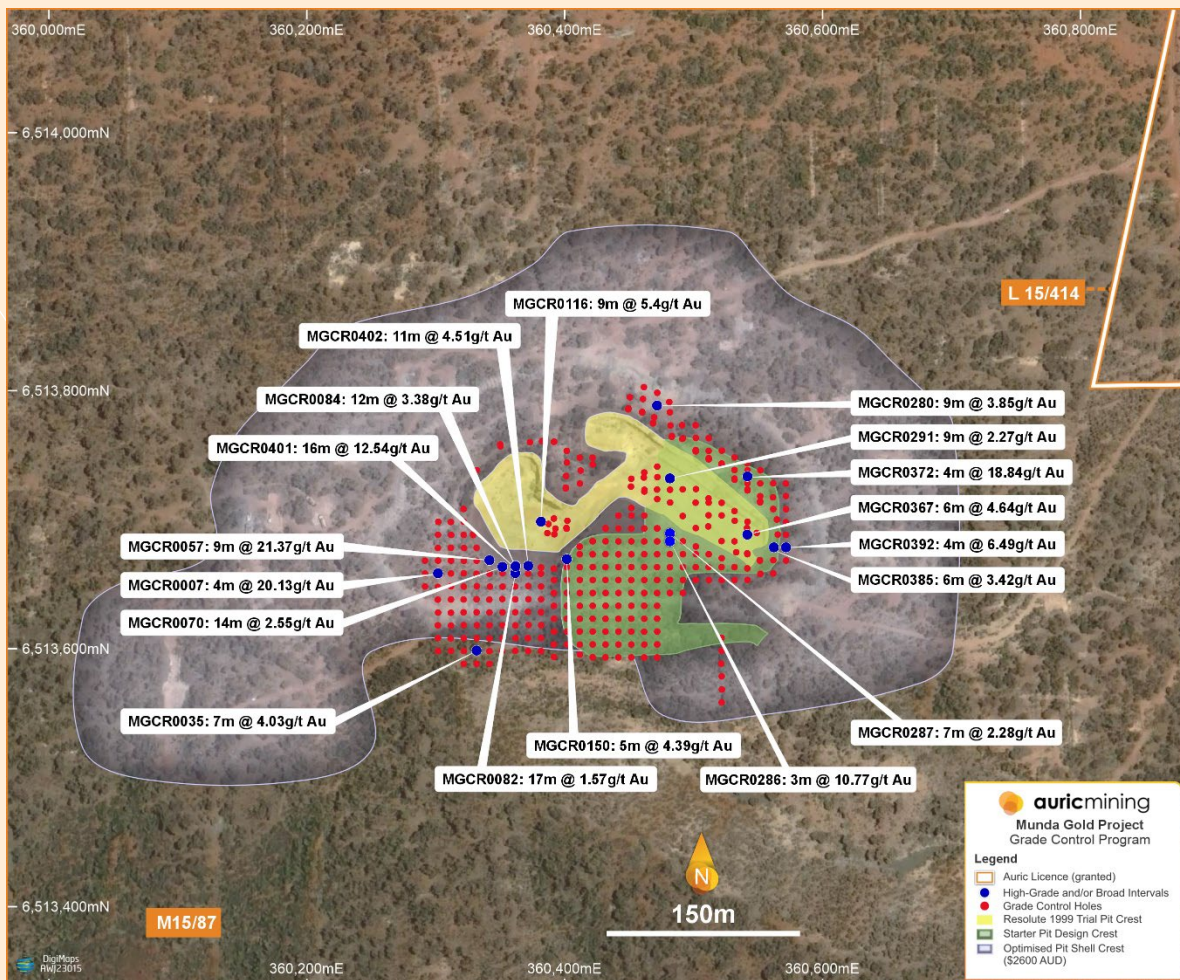 360,000mE
360,200mE
360,400mE
360,600mE
360,800mE
6,514,000mN
L 15/414
MGCR0116: 9m @ 5.4g/t Au
MGCR0402: 11m @ 4.51g/t Au
6,513,800mN
MGCR0084: 12m @ 3.38g/t Au
MGCR0280: 9m @ 3.85g/t Au
MGCR0401: 16m @ 12.54g/t Au
MGCR0291: 9m @ 2.27g/t Au
MGCR0372: 4m @ 18.84g/t Au
MGCR0367: 6m @ 4.64g/t Au
MGCR0057: 9m @ 21.37g/t Au
MGCR0392: 4m @ 6.49g/t Au
MGCR0007: 4m @ 20.13g/t Au
MGCR0385: 6m @ 3.42g/t Au
MGCR0070: 14m @ 2.55g/t Au
6,513,600mN
MGCR0035: 7m @ 4.03g/t Au
MGCR0287: 7m @ 2.28g/t Au
MGCR0150: 5m @ 4.39g/t Au
MGCR0082: 17m @ 1.57g/t Au
MGCR0286: 3m @ 10.77g/t Au
auricmining
Munda Gold Project
Grade Control Program
Legend
Auric Licence (granted)
High-Grade and/or Broad Intervals
Grade Control Holes
Resolute 1999 Trial Pit Crest
Starter Pit Design Crest
Optimised Pit Shell Crest
($2600 AUD)
N
150m
6,513,400mN
M15/87
DigiMaps
RWJ23015
360,200mE
360,400mE
360,600mE